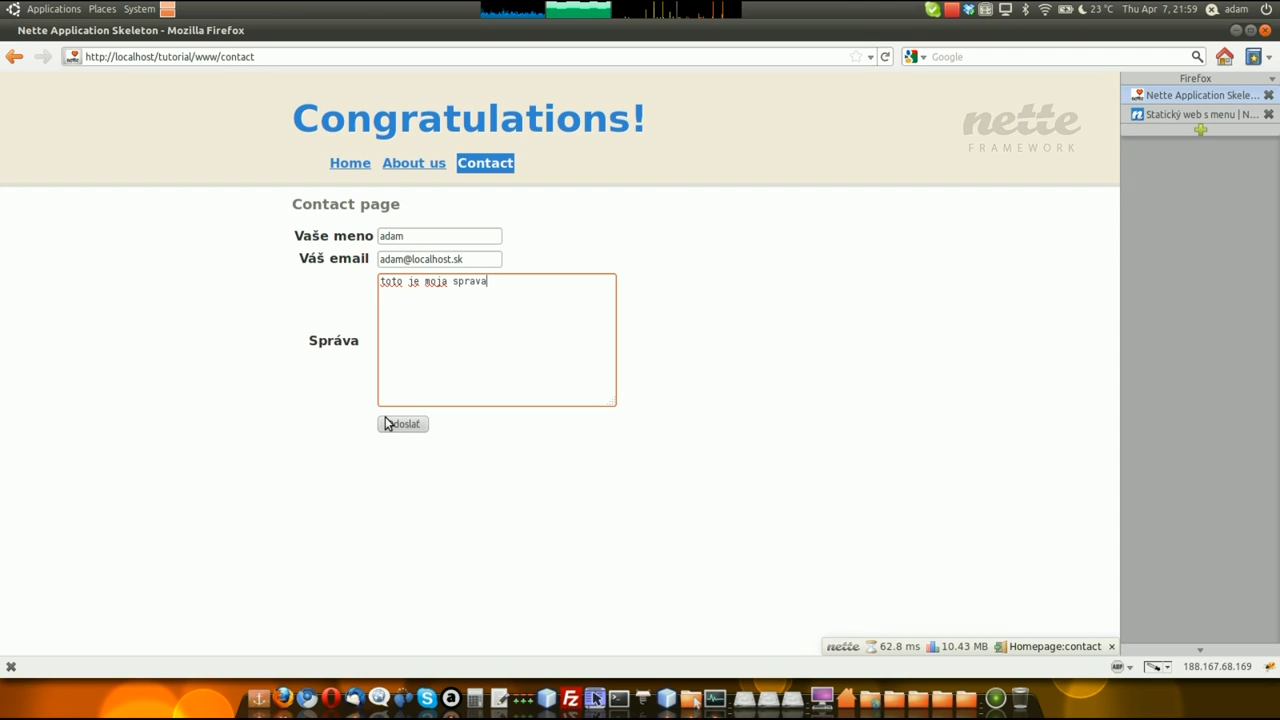 Applications Places System 23 °C Thu Apr 7, 21:59 adam
Nette Application Skeleton - Mozilla Firefox
http://localhost/tutorial/www/contact Google
Firefox
Nette Application Skele...
Statický web s menu | N...
Congratulations!
nette
FRAMEWORK
Home About us Contact
Contact page
Vaše meno adam
Váš email adam@localhost.sk
toto je moja sprava
Správa
nette 62.8 ms 10.43 MB Homepage:contact ×
ABP 188.167.68.169